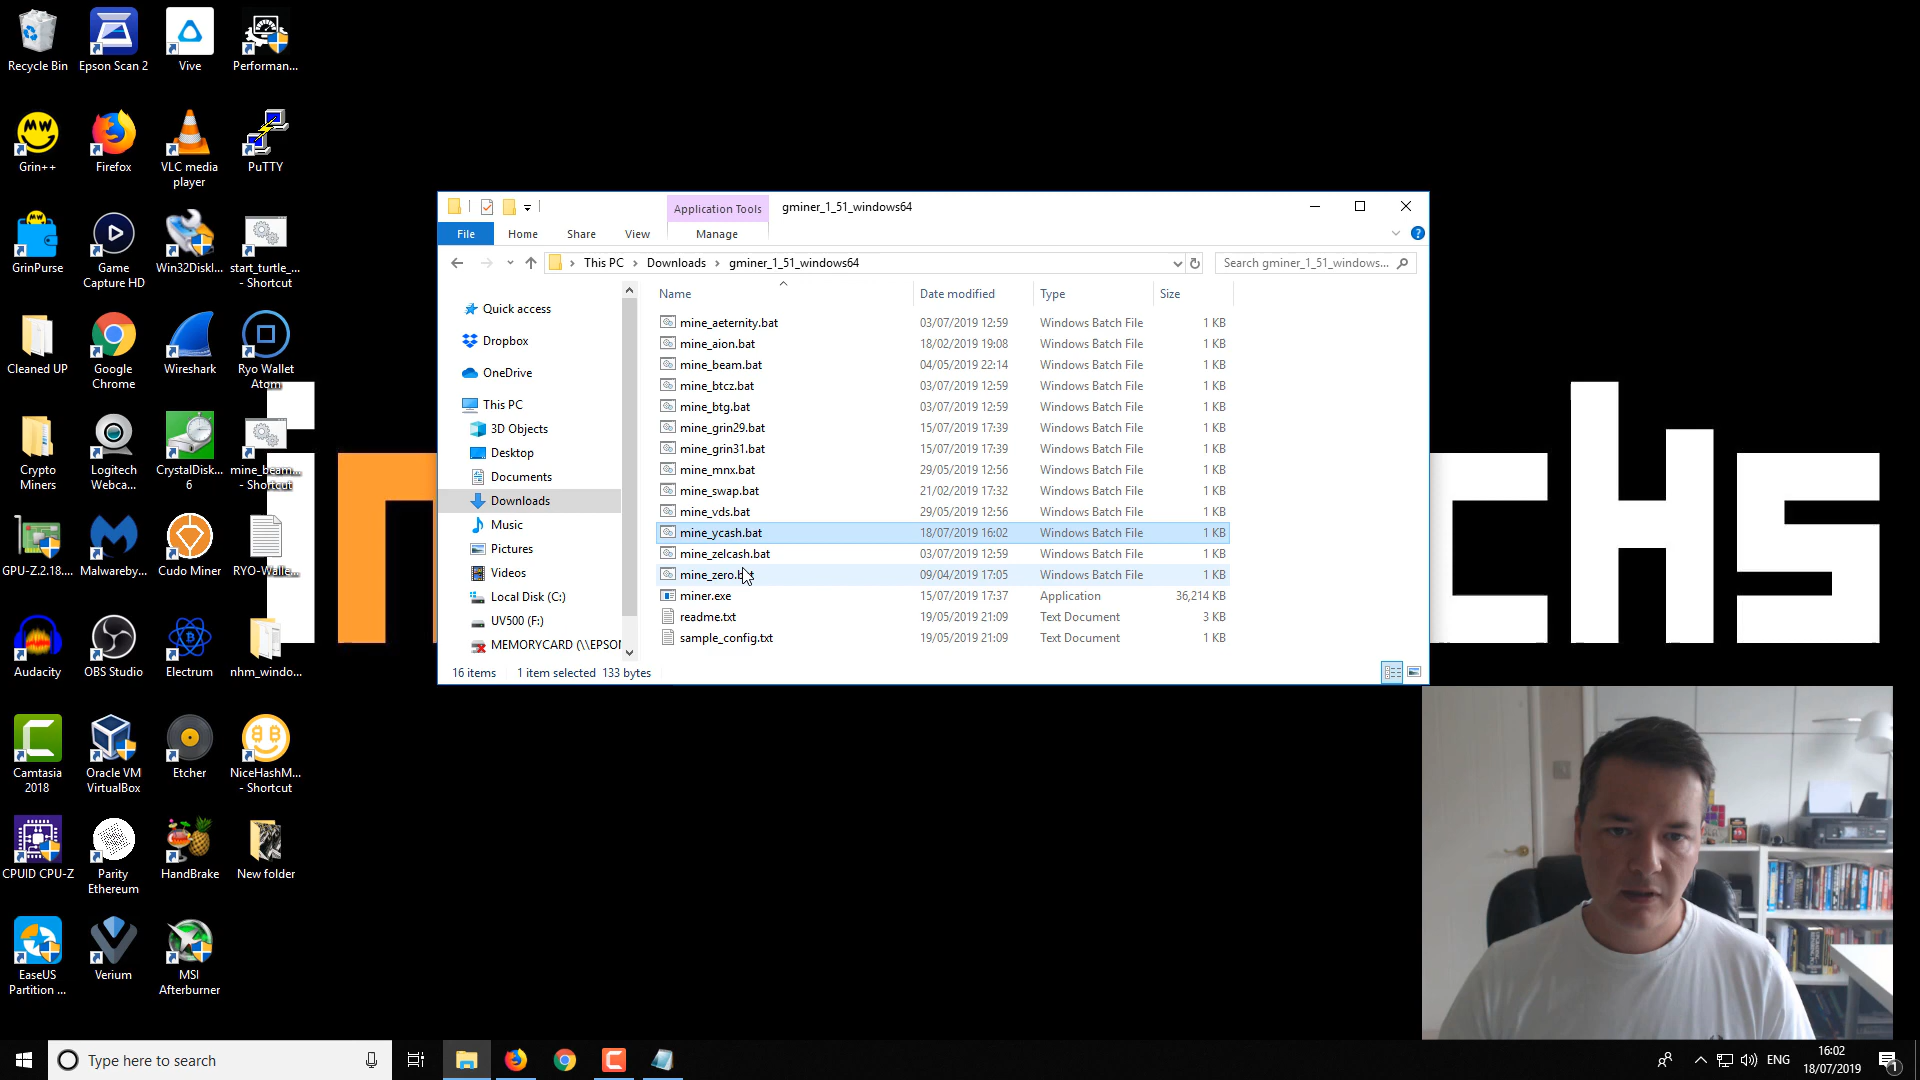 Recycle Bin
Epson Scan 2
Vive
Performan...
Grin++
Firefox
VLC media
player
PuTTY
GrinPurse
Game
Capture HD
Win32DiskI...
start_turtle_...
- Shortcut
Cleaned UP
Google
Chrome
Wireshark
Ryo Wallet
Atom
Crypto
Miners
Logitech
Webca...
CrystalDisk...
6
mine_beam...
- Shortcut
GPU-Z.2.18....
Malwareby...
Cudo Miner
RYO-Walle...
Audacity
OBS Studio
Electrum
nhm_windo...
Camtasia
2018
Oracle VM
VirtualBox
Etcher
NiceHashM...
- Shortcut
CPUID CPU-Z
Parity
Ethereum
HandBrake
New folder
EaseUS
Partition ...
Verium
MSI
Afterburner
Application Tools
gminer_1_51_windows64
File
Home
Share
View
Manage
This PC > Downloads > gminer_1_51_windows64
Search gminer_1_51_windows...
Quick access
Dropbox
OneDrive
This PC
3D Objects
Desktop
Documents
Downloads
Music
Pictures
Videos
Local Disk (C:)
UV500 (F:)
MEMORYCARD (\\EPSO
Name Date modified Type Size
mine_aeternity.bat 03/07/2019 12:59 Windows Batch File 1 KB
mine_aion.bat 18/02/2019 19:08 Windows Batch File 1 KB
mine_beam.bat 04/05/2019 22:14 Windows Batch File 1 KB
mine_btcz.bat 03/07/2019 12:59 Windows Batch File 1 KB
mine_btg.bat 03/07/2019 12:59 Windows Batch File 1 KB
mine_grin29.bat 15/07/2019 17:39 Windows Batch File 1 KB
mine_grin31.bat 15/07/2019 17:39 Windows Batch File 1 KB
mine_mnx.bat 29/05/2019 12:56 Windows Batch File 1 KB
mine_swap.bat 21/02/2019 17:32 Windows Batch File 1 KB
mine_vds.bat 29/05/2019 12:56 Windows Batch File 1 KB
mine_ycash.bat 18/07/2019 16:02 Windows Batch File 1 KB
mine_zelcash.bat 03/07/2019 12:59 Windows Batch File 1 KB
mine_zero.bat 09/04/2019 17:05 Windows Batch File 1 KB
miner.exe 15/07/2019 17:37 Application 36,214 KB
readme.txt 19/05/2019 21:09 Text Document 3 KB
sample_config.txt 19/05/2019 21:09 Text Document 1 KB
16 items 1 item selected 133 bytes
chs
Type here to search
ENG
16:02
18/07/2019
1